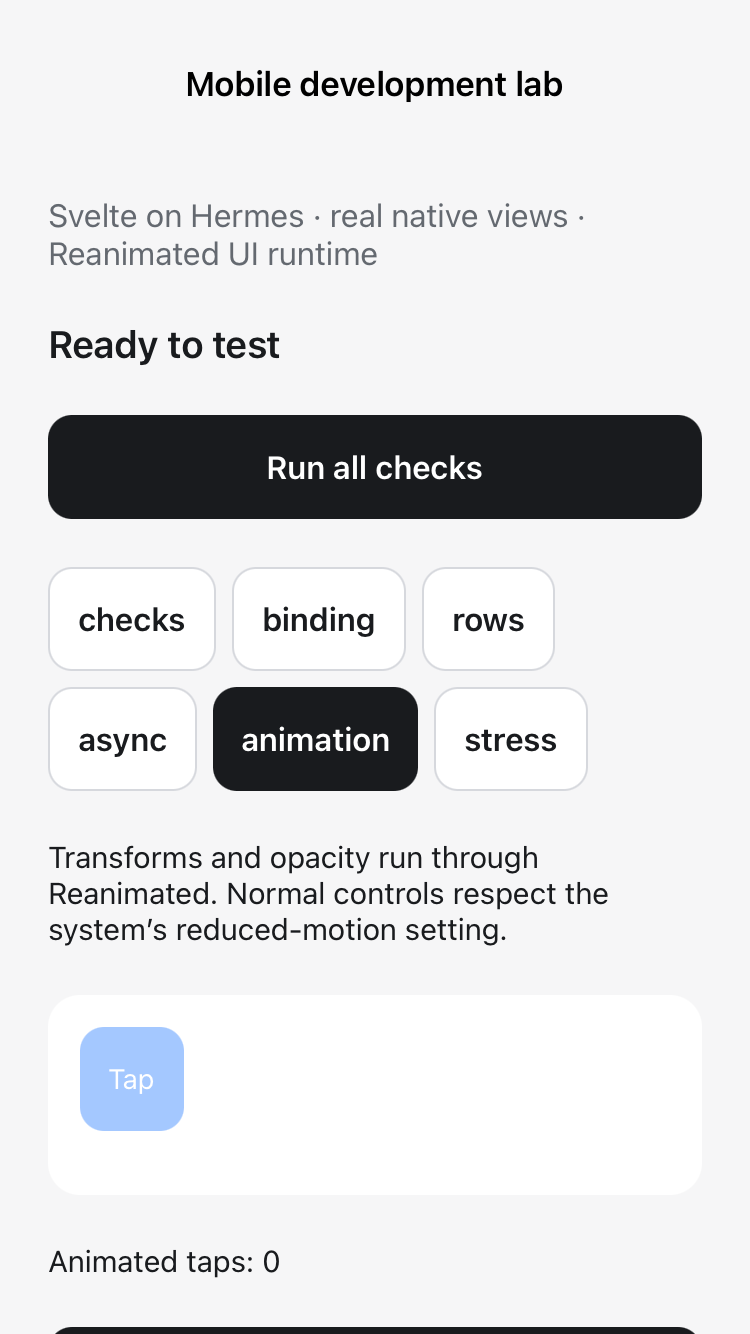 Mobile development lab
Svelte on Hermes · real native views ·
Reanimated UI runtime
Ready to test
Run all checks
checks
binding
rows
async
animation
stress
Transforms and opacity run through
Reanimated. Normal controls respect the
system’s reduced-motion setting.
Tap
Animated taps: 0